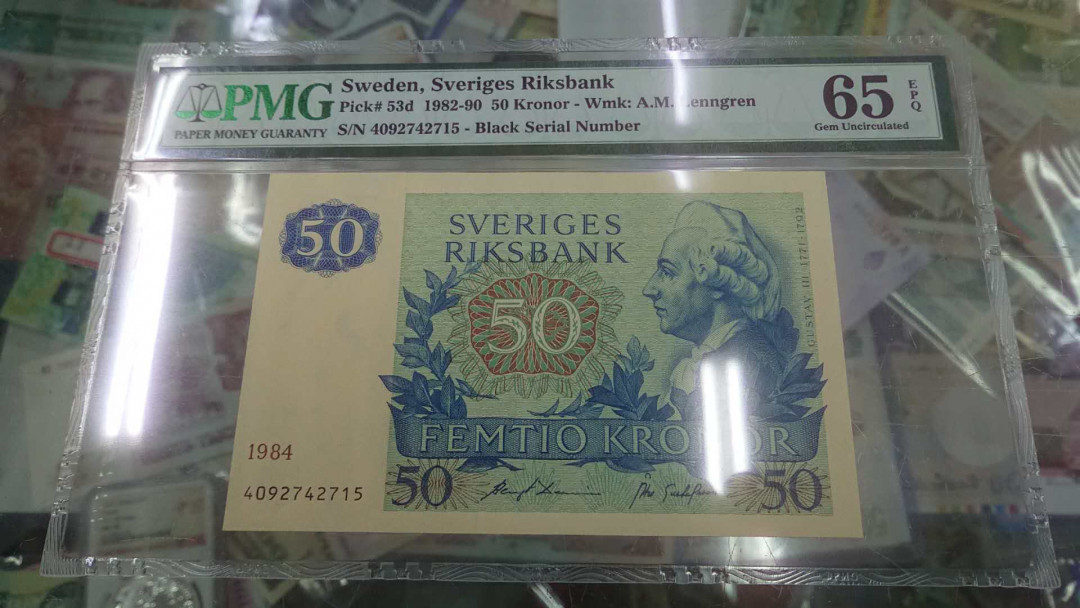 PMG
PAPER MONEY GUARANTY
Sweden, Sveriges Riksbank
Pick# 53d 1982-90 50 Kronor - Wmk: A.M. Lenngren
S/N 4092742715 - Black Serial Number
65
EPQ
Gem Uncirculated
50
SVERIGES
RIKSBANK
50
GUSTAV III 1771-1792
FEMTIO KRONOR
1984
4092742715
50
50